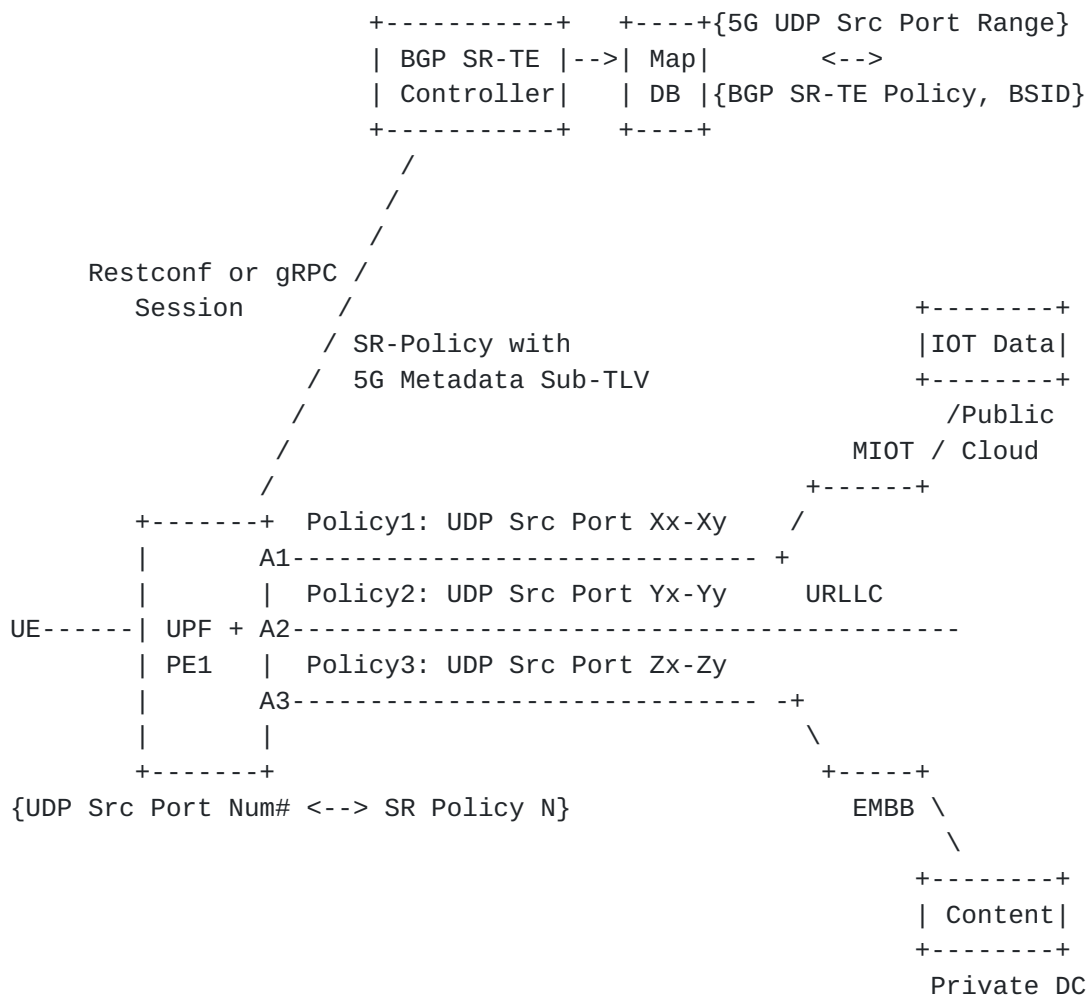 +-----------+   +----+{5G UDP Src Port Range}
| BGP SR-TE |-->| Map|       <-->
| Controller|   | DB |{BGP SR-TE Policy, BSID}
+-----------+   +----+
/
/
/
Restconf or gRPC /
Session      /                                     +--------+
/ SR-Policy with                       |IOT Data|
/  5G Metadata Sub-TLV                 +--------+
/                                          /Public
/                                     MIOT / Cloud
/                                   +------+
+-------+  Policy1: UDP Src Port Xx-Xy    /
|       A1------------------------------ +
|       |  Policy2: UDP Src Port Yx-Yy     URLLC
UE------| UPF + A2-------------------------------------------
| PE1   |  Policy3: UDP Src Port Zx-Zy
|       A3------------------------------ -+
|       |                                   \
+-------+                                    +-----+
{UDP Src Port Num# <--> SR Policy N}                   EMBB \
\
+--------+
| Content|
+--------+
Private DC